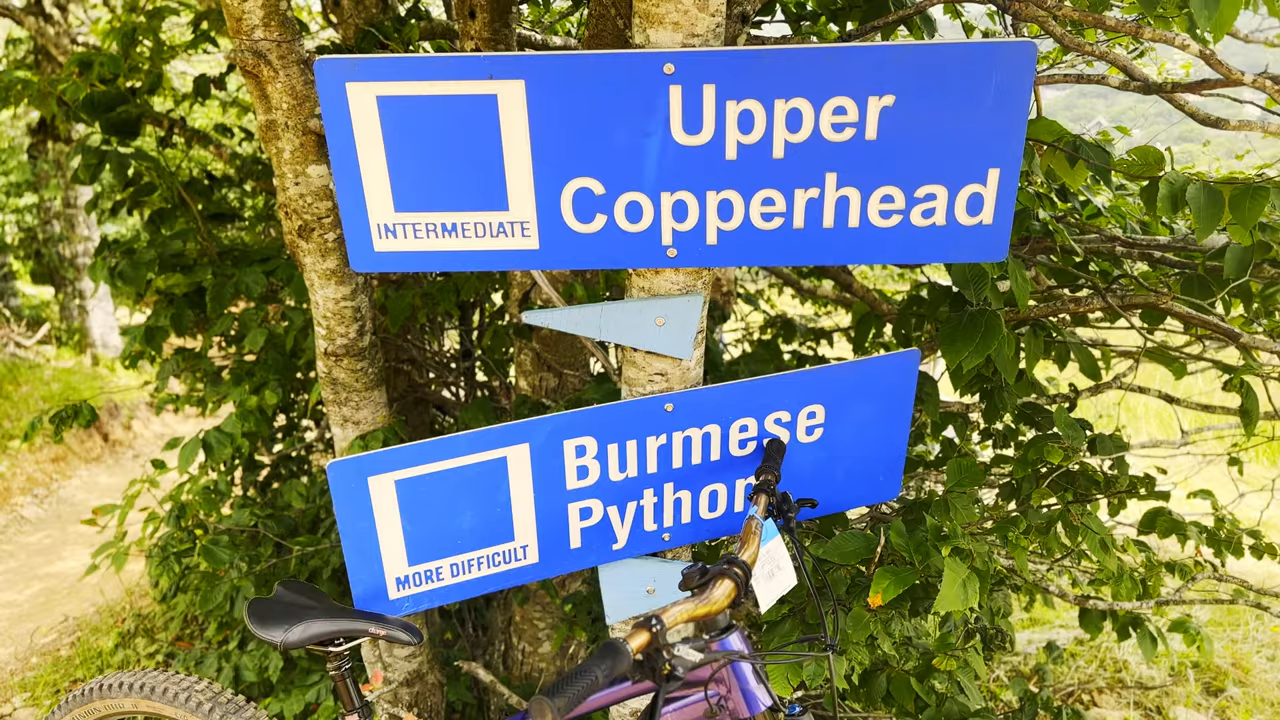 Upper
Copperhead
INTERMEDIATE
Burmese
Python
MORE DIFFICULT